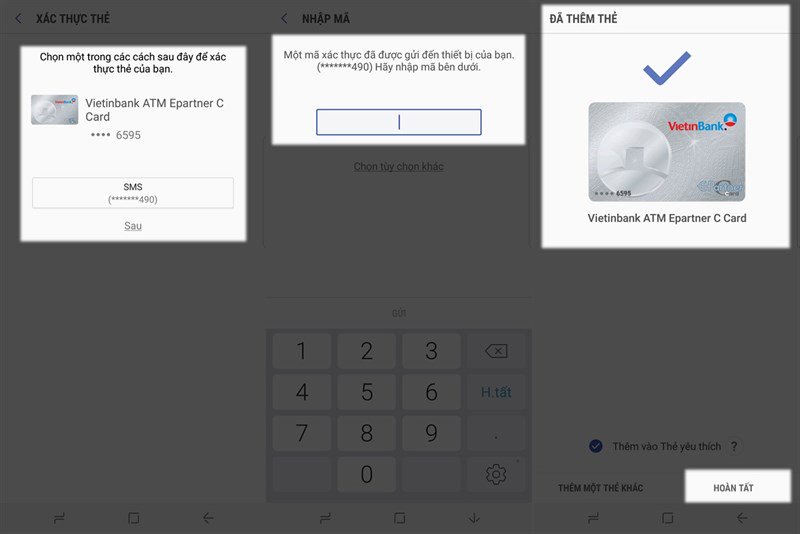 XÁC THỰC THẺ
Chọn một trong các cách sau đây để xác
thực thẻ của bạn.
Vietinbank ATM Epartner C
Card
•••• 6595
SMS
(*******490)
Sau
NHẬP MÃ
Một mã xác thực đã được gửi đến thiết bị của bạn.
(*******490) Hãy nhập mã bên dưới.
Chọn tùy chọn khác
GỬI
1 2 3
4 5 6 H.tất
7 8 9 .
0
ĐÃ THÊM THẺ
VietinBank
•••• 6595
E-Partner
Card
Vietinbank ATM Epartner C Card
Thêm vào Thẻ yêu thích ?
THÊM MỘT THẺ KHÁC
HOÀN TẤT